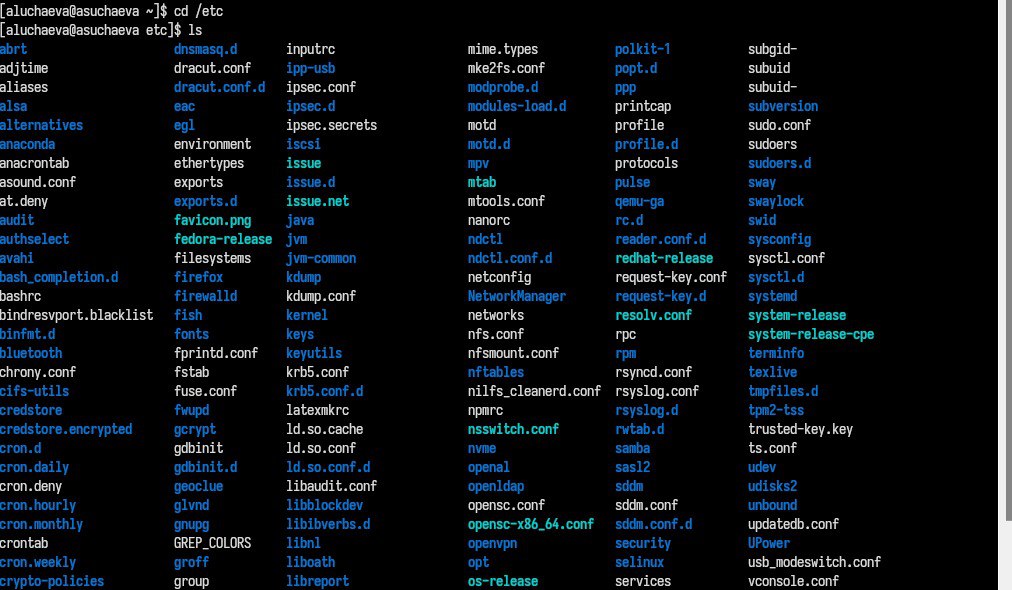 [aluchaeva@asuchaeva ~]$ cd /etc
[aluchaeva@asuchaeva etc]$ ls
abrt dnsmasq.d inputrc mime.types polkit-1 subgid-
adjtime dracut.conf ipp-usb mke2fs.conf popt.d subuid
aliases dracut.conf.d ipsec.conf modprobe.d ppp subuid-
alsa eac ipsec.d modules-load.d printcap subversion
alternatives egl ipsec.secrets motd profile sudo.conf
anaconda environment iscsi motd.d profile.d sudoers
anacrontab ethertypes issue mpv protocols sudoers.d
asound.conf exports issue.d mtab pulse sway
at.deny exports.d issue.net mtools.conf qemu-ga swaylock
audit favicon.png java nanorc rc.d swid
authselect fedora-release jvm ndctl reader.conf.d sysconfig
avahi filesystems jvm-common ndctl.conf.d redhat-release sysctl.conf
bash_completion.d firefox kdump netconfig request-key.conf sysctl.d
bashrc firewalld kdump.conf NetworkManager request-key.d systemd
bindresvport.blacklist fish kernel networks resolv.conf system-release
binfmt.d fonts keys nfs.conf rpc system-release-cpe
bluetooth fprintd.conf keyutils nfsmount.conf rpm terminfo
chrony.conf fstab krb5.conf nftables rsyncd.conf texlive
cifs-utils fuse.conf krb5.conf.d nilfs_cleanerd.conf rsyslog.conf tmpfiles.d
credstore fwupd latexmkrc npmrc rsyslog.d tpm2-tss
credstore.encrypted gcrypt ld.so.cache nsswitch.conf rwtab.d trusted-key.key
cron.d gdbinit ld.so.conf nvme samba ts.conf
cron.daily gdbinit.d ld.so.conf.d openal sasl2 udev
cron.deny geoclue libaudit.conf openldap sddm udisks2
cron.hourly glvnd libblockdev opensc.conf sddm.conf unbound
cron.monthly gnupg libibverbs.d opensc-x86_64.conf sddm.conf.d updatedb.conf
crontab GREP_COLORS libnl openvpn security UPower
cron.weekly groff liboath opt selinux usb_modeswitch.conf
crypto-policies group libreport os-release services vconsole.conf